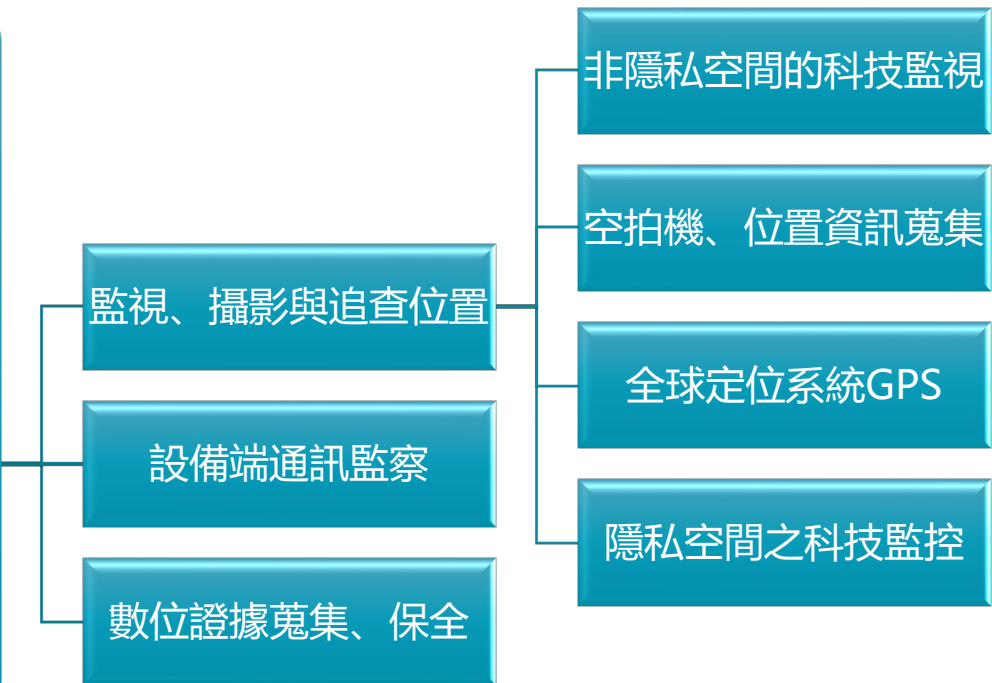 監視、攝影與追查位置
設備端通訊監察
數位證據蒐集、保全
非隱私空間的科技監視
空拍機、位置資訊蒐集
全球定位系統GPS
隱私空間之科技監控